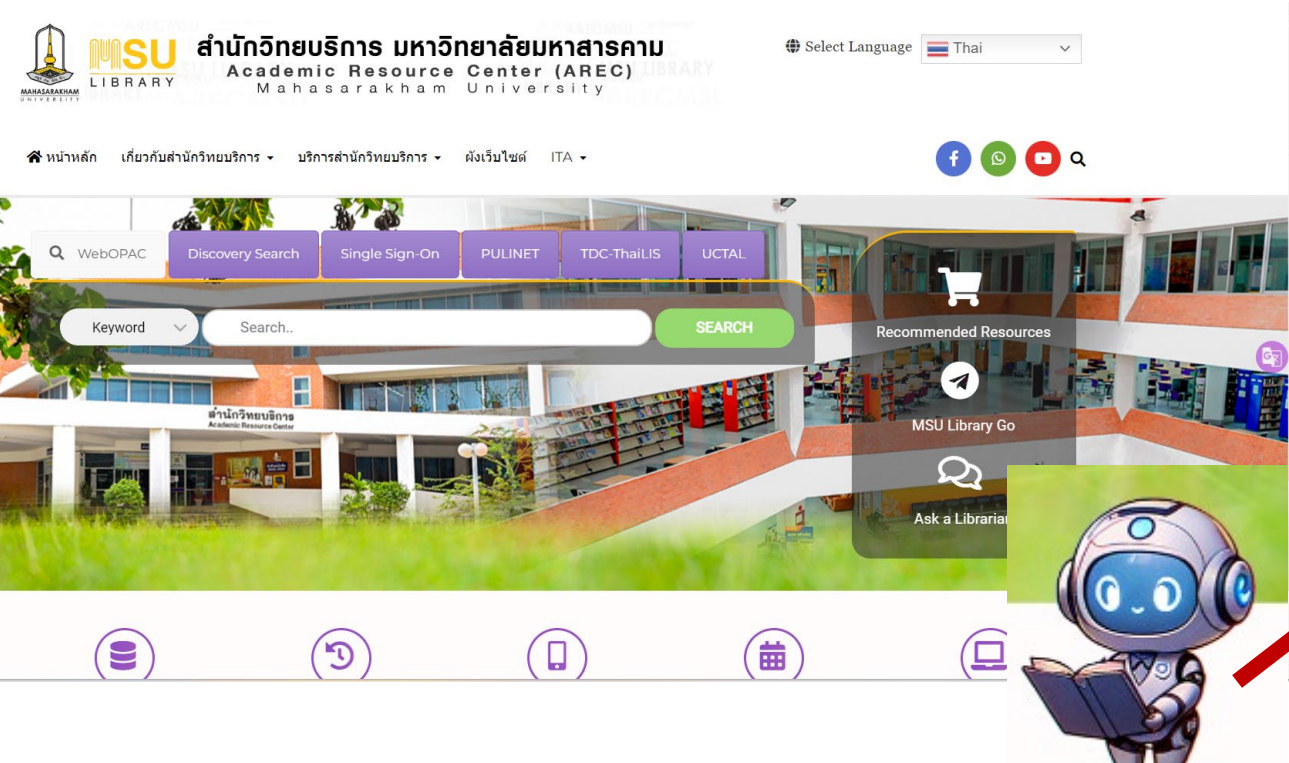 MAHASARAKHAM
UNIVERSITY
MSU
LIBRARY
สำนักวิทยบริการ มหาวิทยาลัยมหาสารคาม
Academic Resource Center (AREC)
Mahasarakham University
Select Language
Thai
หน้าหลัก
เกี่ยวกับสำนักวิทยบริการ
บริการสำนักวิทยบริการ
ผังเว็บไซต์
ITA
WebOPAC
Discovery Search
Single Sign-On
PULINET
TDC-ThaiLIS
UCTAL
Keyword
Search..
SEARCH
Recommended Resources
MSU Library Go
Ask a Librarian
สำนักวิทยบริการ
Academic Resource Center